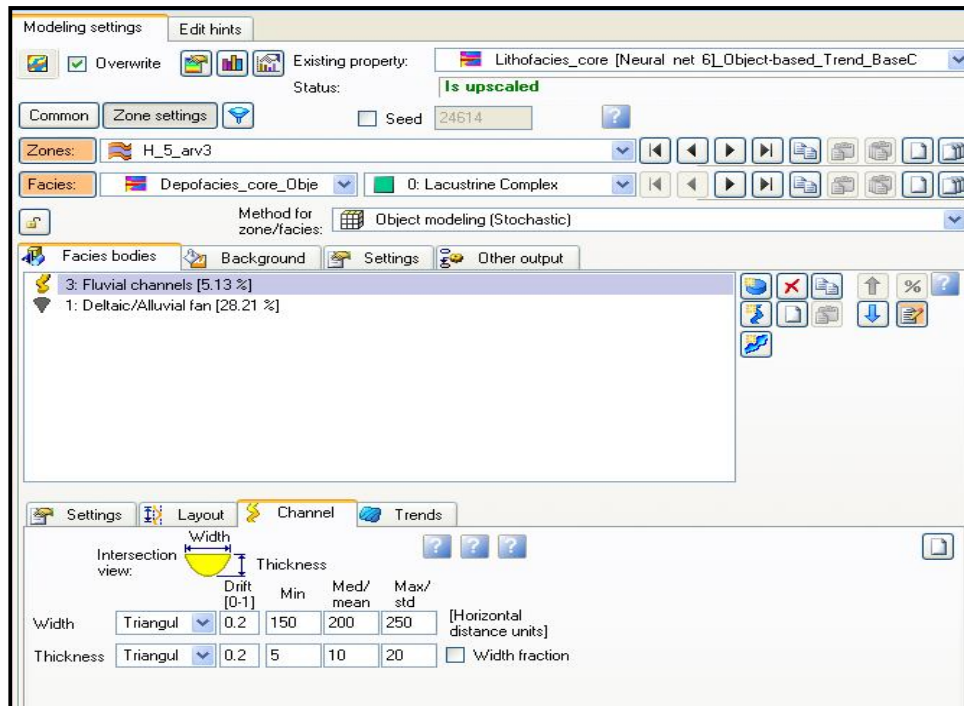 Modeling settings Edit hints
Overwrite Existing property: Lithofacies_core [Neural net 6]_Object-based_Trend_BaseC
Status: Is upscaled
Common Zone settings Seed 24614 ?
Zones: H_5_arv3
Facies: Depofacies_core_Obje 0: Lacustrine Complex
Method for zone/facies: Object modeling (Stochastic)
Facies bodies Background Settings Other output
3: Fluvial channels [5.13 %] % ?
1: Deltaic/Alluvial fan [28.21 %]
Settings Layout Channel Trends
Width
Intersection view: Thickness ? ? ?
Drift [0-1] Min Med/ mean Max/ std
Width Triangul 0.2 150 200 250 [Horizontal distance units]
Thickness Triangul 0.2 5 10 20 Width fraction